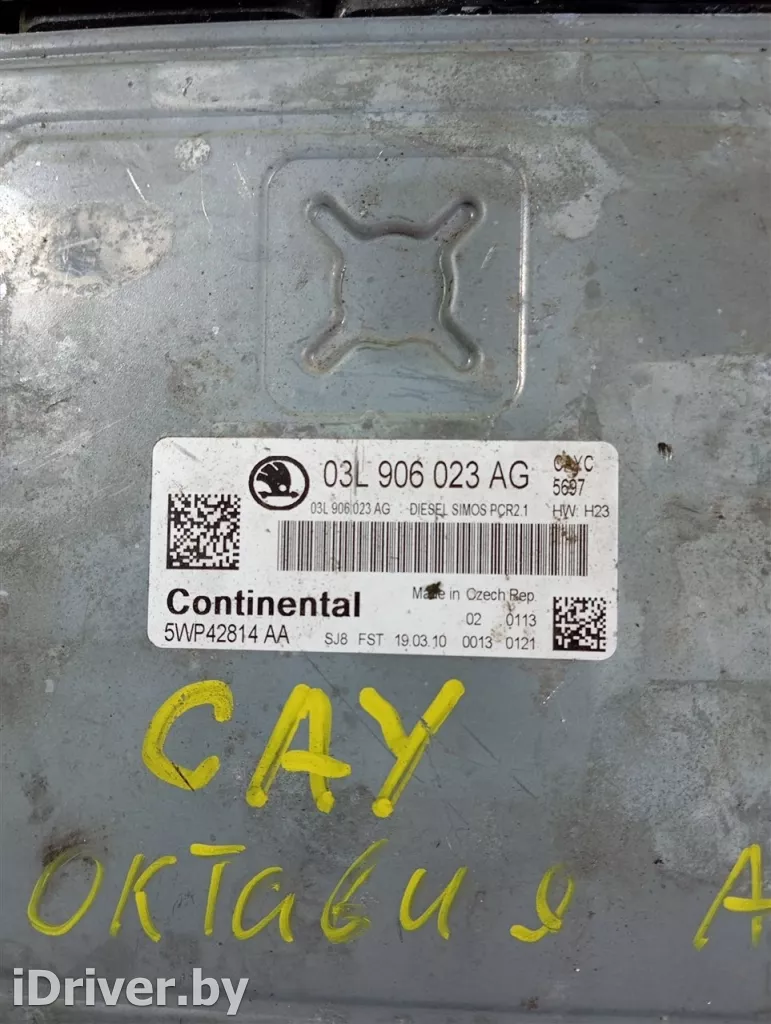 03L 906 023 AG CAYC
5697
03L 906 023 AG DIESEL SIMOS PCR2.1 HW: H23
Continental Made in Czech Rep.
02 0113
5WP42814 AA SJ8 FST 19.03.10 0013 0121
CAY
ОКТАВИЯ А
iDriver.by